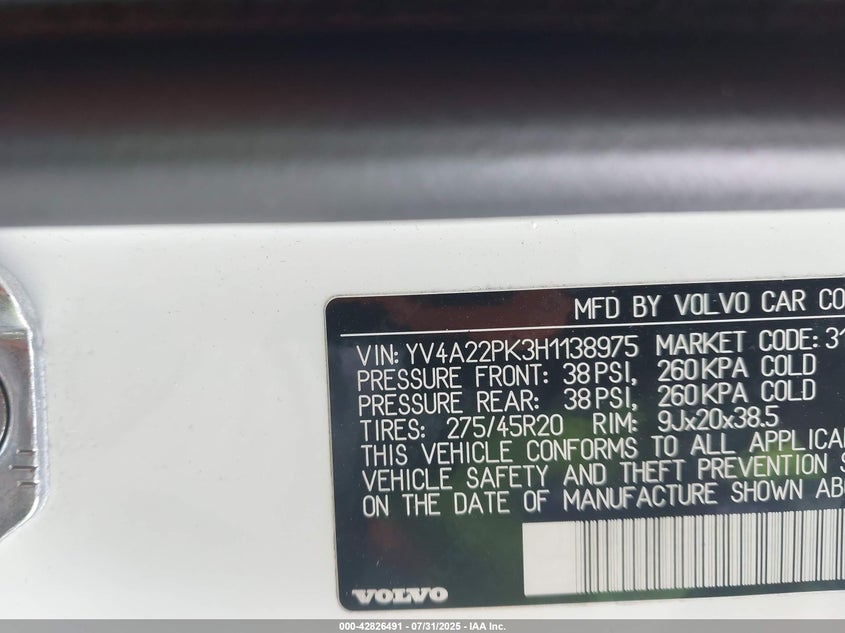 MFD BY VOLVO CAR CO
VIN: YV4A22PK3H1138975 MARKET CODE: 31
PRESSURE FRONT: 38 PSI, 260 KPA COLD
PRESSURE REAR: 38 PSI, 260 KPA COLD
TIRES: 275/45R20 RIM: 9Jx20x38.5
THIS VEHICLE CONFORMS TO ALL APPLICA
VEHICLE SAFETY AND THEFT PREVENTION S
ON THE DATE OF MANUFACTURE SHOWN ABO
VOLVO
000-42826491 - 07/31/2025 - © IAA Inc.